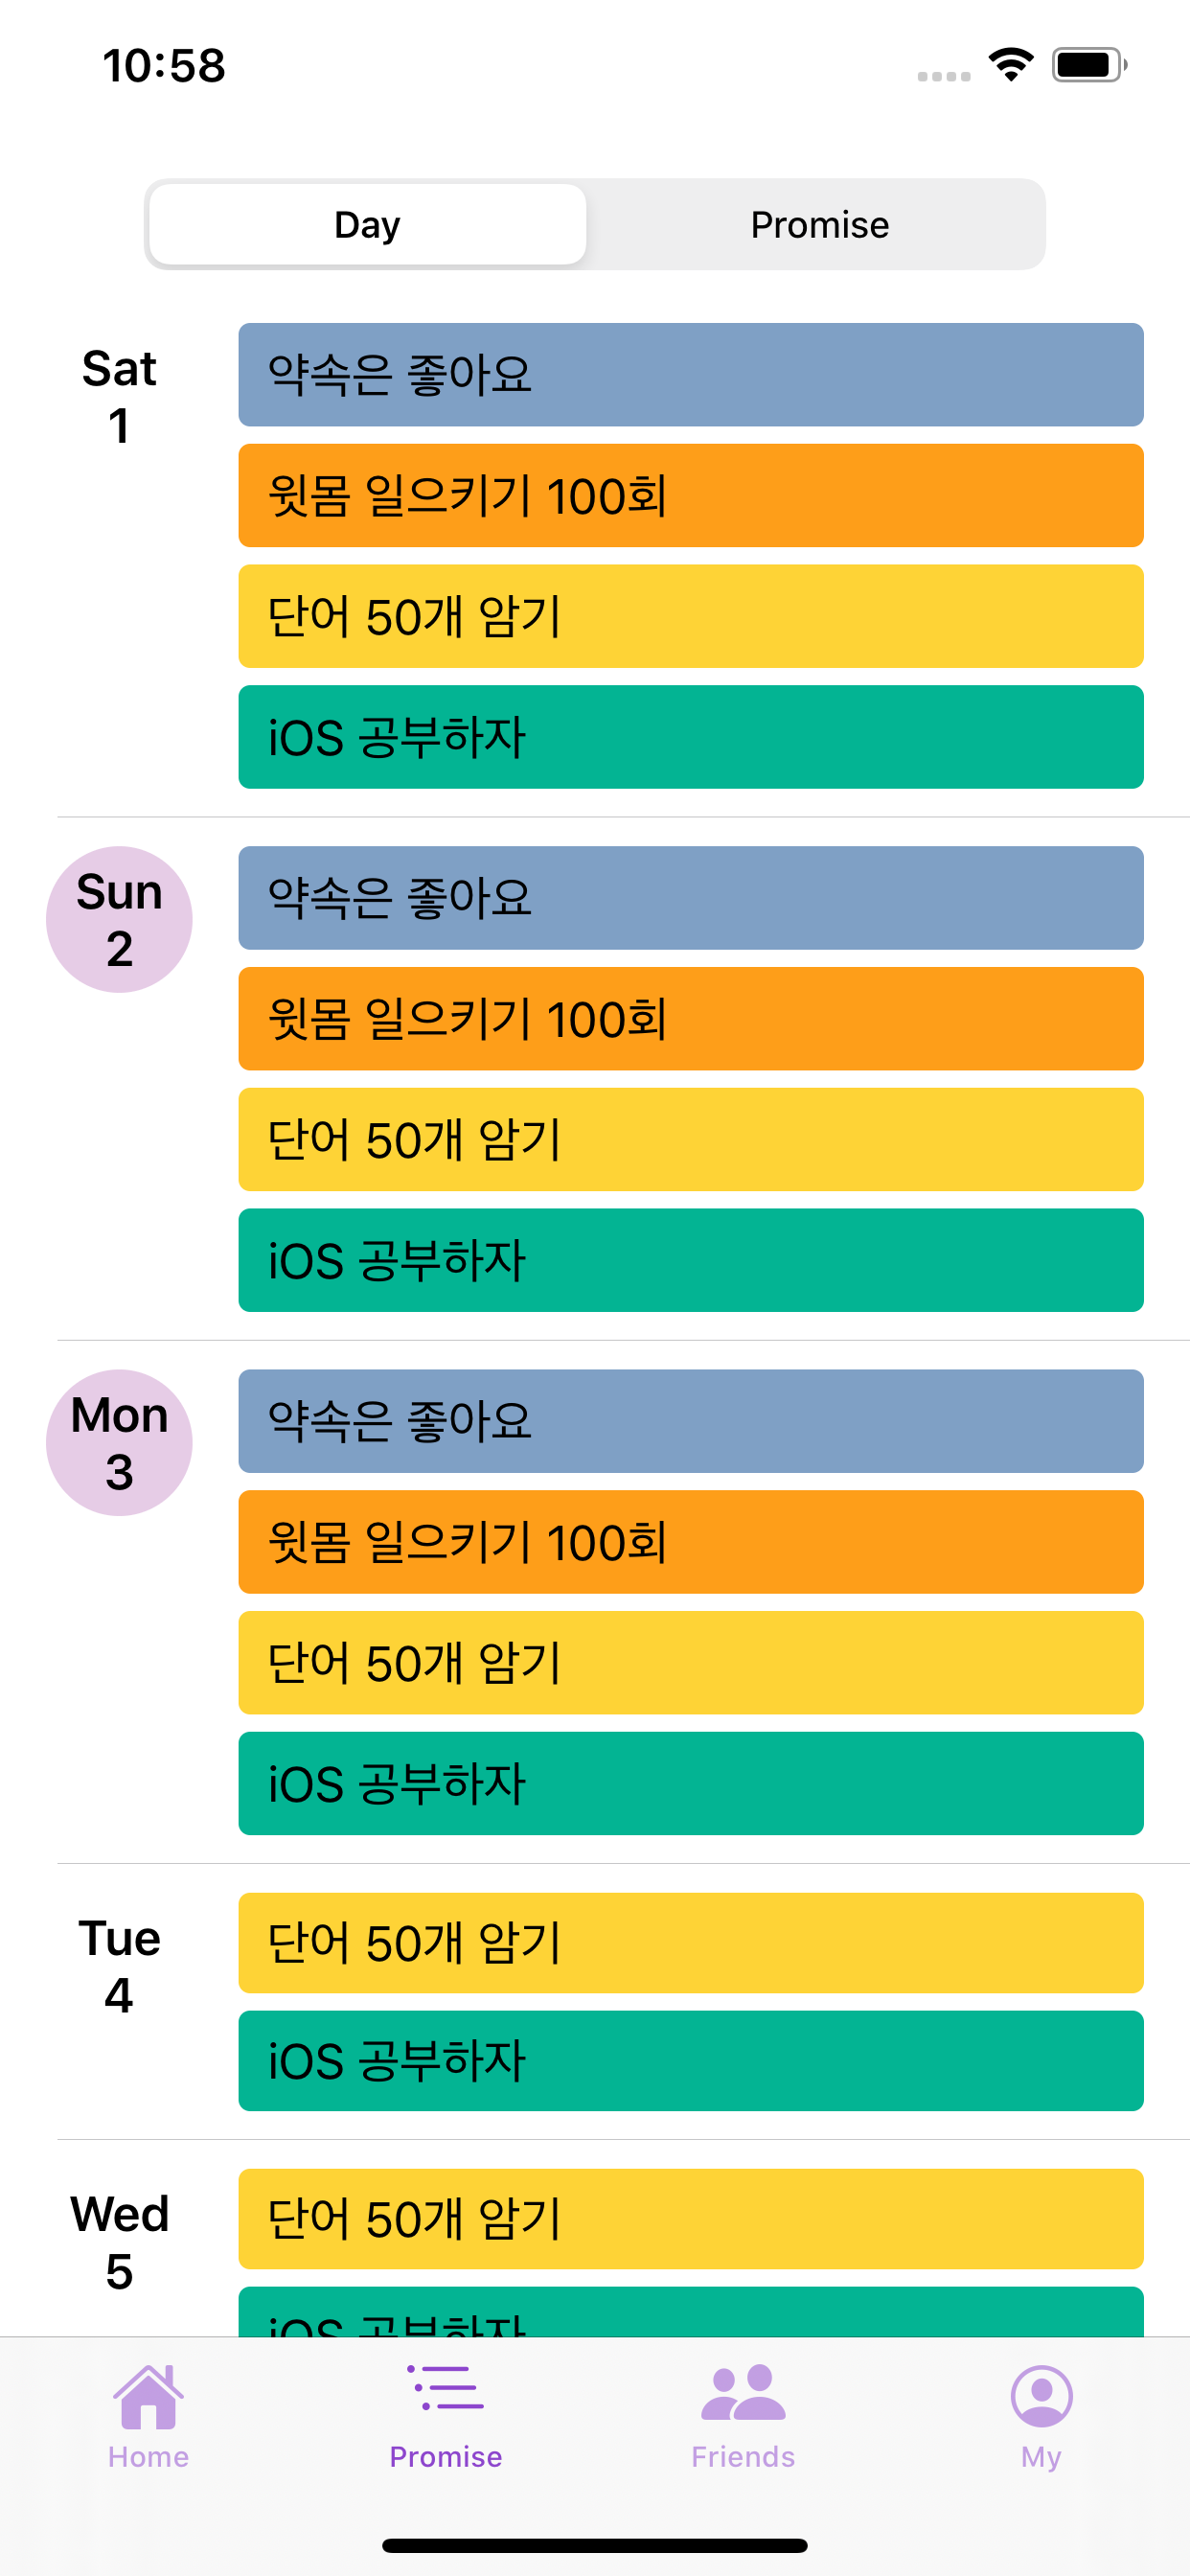 10:58
Day
Promise
Sat
1
약속은 좋아요
윗몸 일으키기 100회
단어 50개 암기
iOS 공부하자
Sun
2
약속은 좋아요
윗몸 일으키기 100회
단어 50개 암기
iOS 공부하자
Mon
3
약속은 좋아요
윗몸 일으키기 100회
단어 50개 암기
iOS 공부하자
Tue
4
단어 50개 암기
iOS 공부하자
Wed
5
단어 50개 암기
iOS 공부하자
Home
Promise
Friends
My